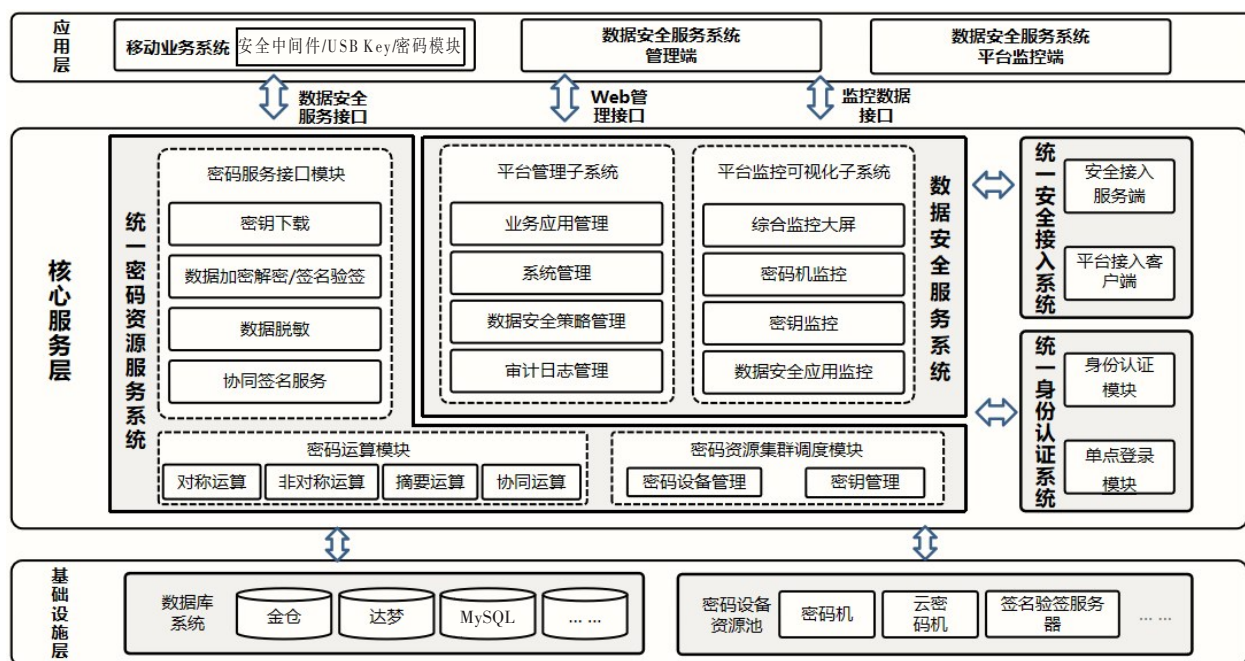 应用层
移动业务系统
安全中间件/USB Key/密码模块
数据安全服务系统
管理端
数据安全服务系统
平台监控端
数据安全
服务接口
Web管
理接口
监控数据
接口
核心服务层
统一密码资源服务系统
密码服务接口模块
密钥下载
数据加密解密/签名验签
数据脱敏
协同签名服务
平台管理子系统
业务应用管理
系统管理
数据安全策略管理
审计日志管理
平台监控可视化子系统
综合监控大屏
密码机监控
密钥监控
数据安全应用监控
数据安全服务系统
密码运算模块
对称运算
非对称运算
摘要运算
协同运算
密码资源集群调度模块
密码设备管理
密钥管理
统一安全接入系统
安全接入
服务端
平台接入客
户端
统一身份认证系统
身份认证
模块
单点登录
模块
基础设施层
数据库
系统
金仓
达梦
MySQL
... ...
密码设备
资源池
密码机
云密
码机
签名验签服务
器
... ...